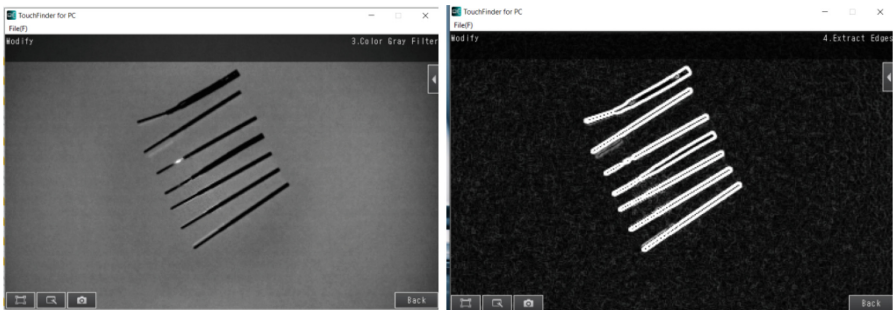 TouchFinder for PC
File(F)
Modify
3.Color Gray Filter
Back
TouchFinder for PC
File(F)
Modify
4.Extract Edges
Back